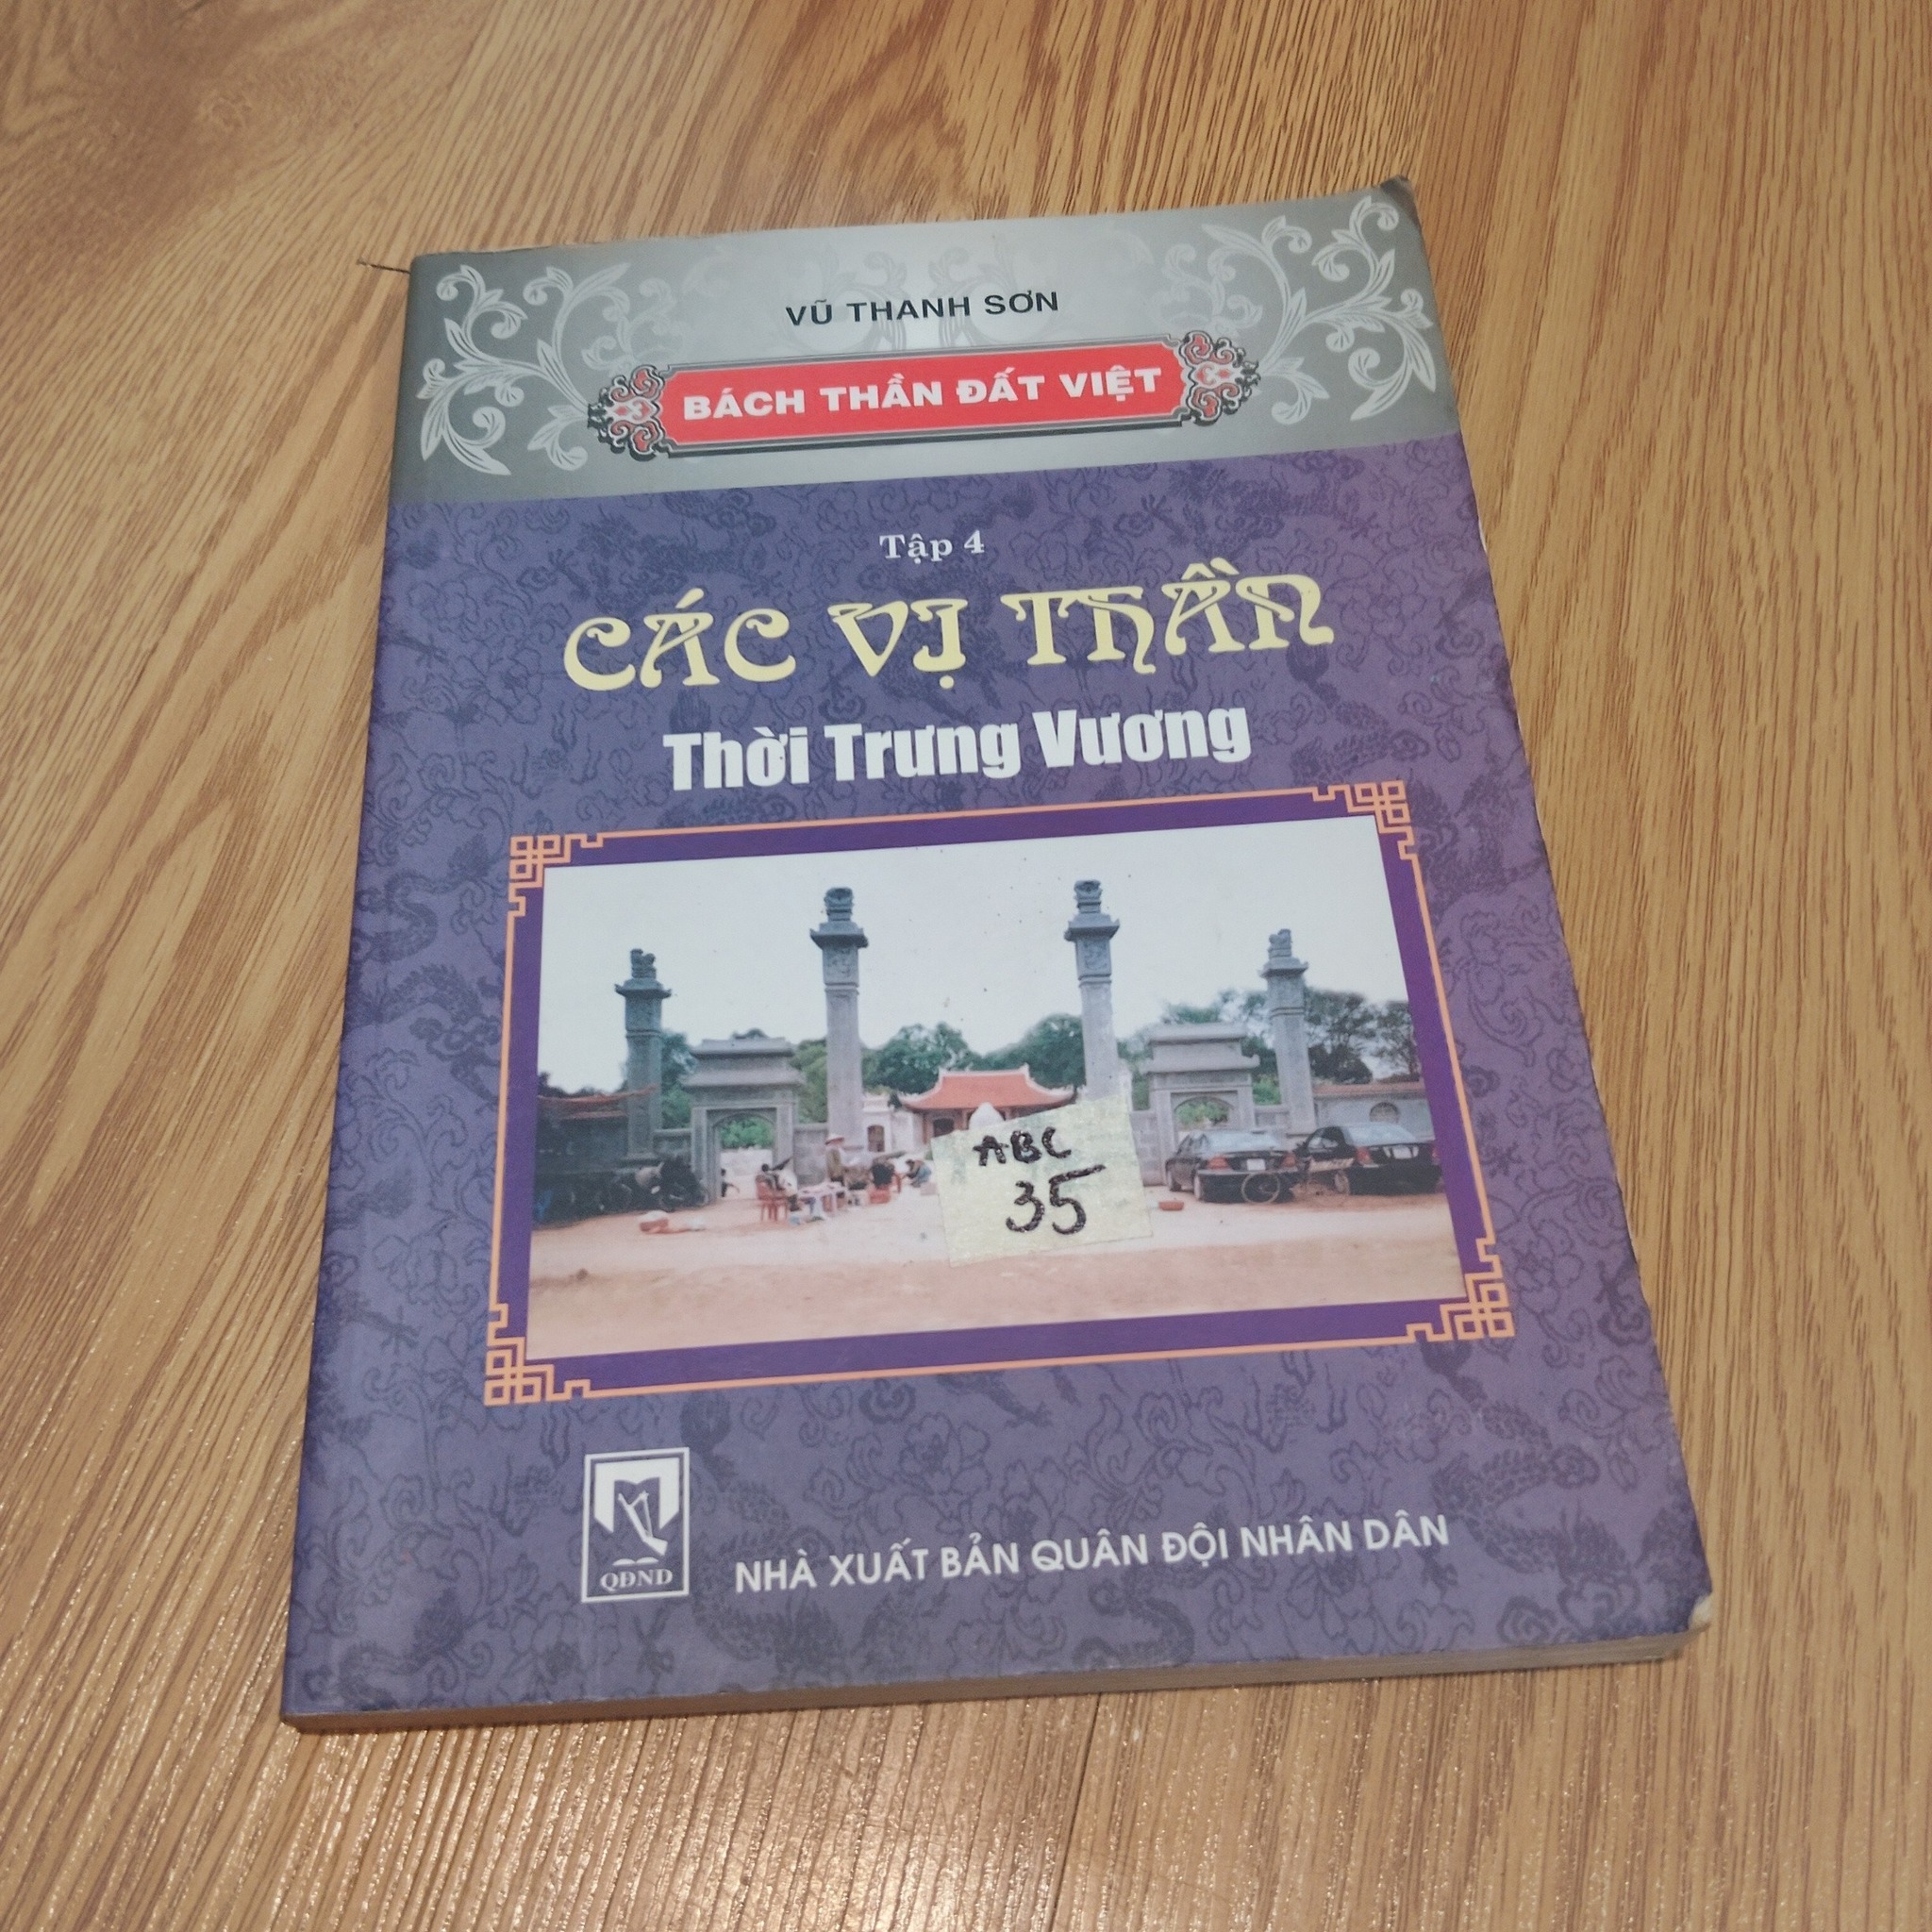 VŨ THANH SƠN
BÁCH THẦN ĐẤT VIỆT
Tập 4
CÁC VỊ THẦN
Thời Trưng Vương
ABC
35
QĐND
NHÀ XUẤT BẢN QUÂN ĐỘI NHÂN DÂN